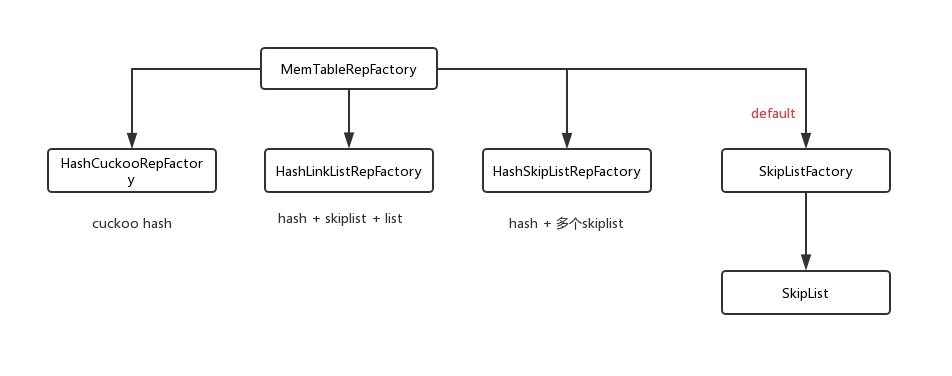 MemTableRepFactory
default
HashCuckooRepFactor
y
HashLinkListRepFactory
HashSkipListRepFactory
SkipListFactory
cuckoo hash
hash + skiplist + list
hash + 多个skiplist
SkipList